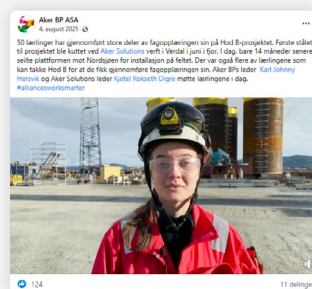 Aker BP ASA
4. august 2021 ·
50 lærlinger har gjennomført store deler av fagopplæringen sin på Hod B-prosjektet. Første stålet
til prosjektet ble kuttet ved Aker Solutions verft i Verdal i juni i fjor. I dag, bare 14 måneder senere
seilte plattformen mot Nordsjøen for installasjon på feltet. Der var også flere av lærlingene som
kan takke Hod B for at de fikk gjennomføre fagopplæringen sin. Aker BPs leder Karl Johnny
Hersvik og Aker Solutions leder Kjetel Rokseth Digre møtte lærlingene i dag.
#alliancesworksmarter
124
11 delinger